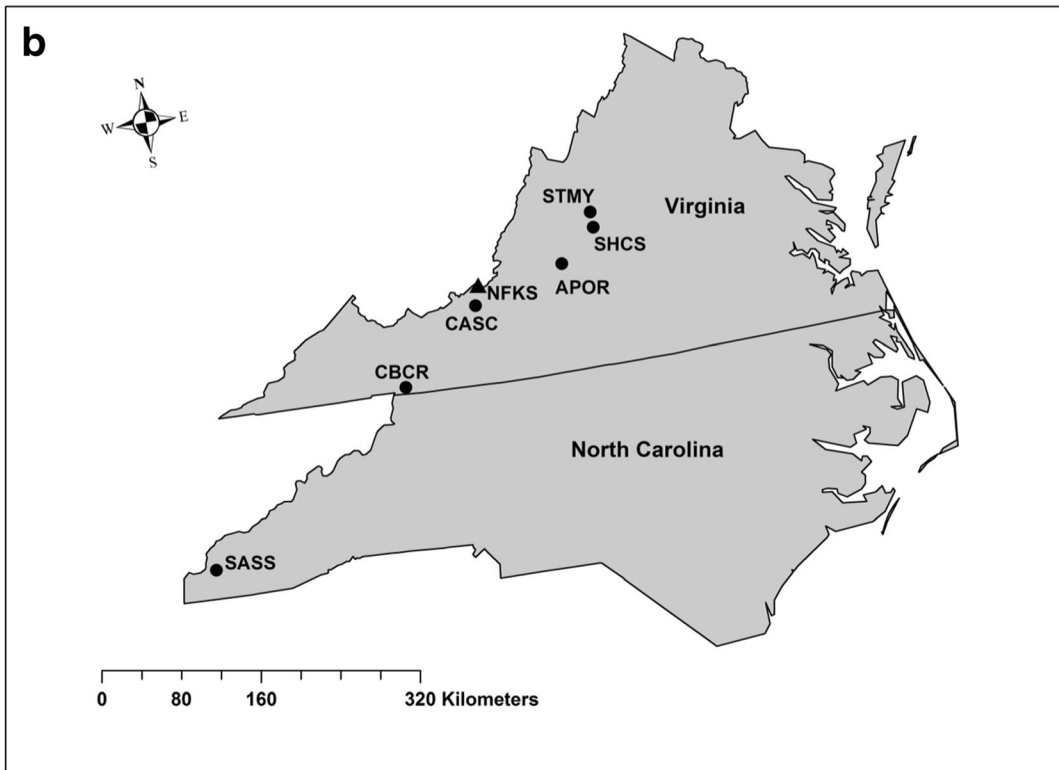 b
N
W E
S
STMY
Virginia
SHCS
APOR
NFKS
CASC
CBCR
North Carolina
SASS
0 80 160 320 Kilometers